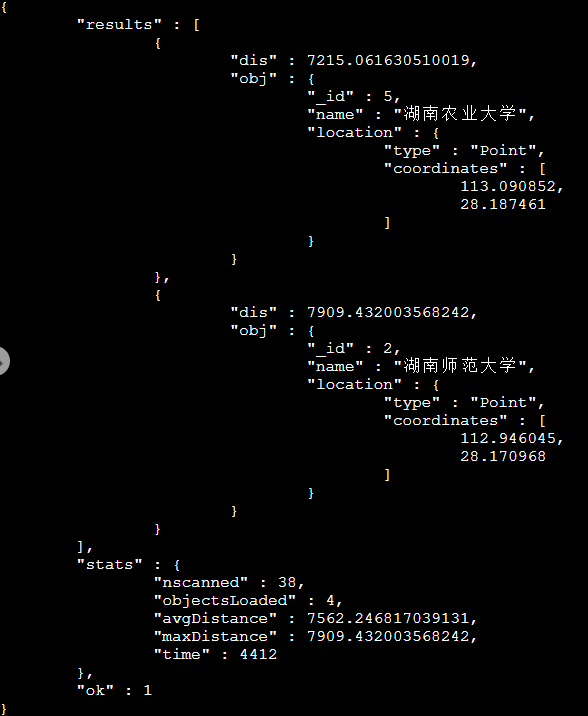 {
"results" : [
{
"dis" : 7215.061630510019,
"obj" : {
"_id" : 5,
"name" : "湖南农业大学",
"location" : {
"type" : "Point",
"coordinates" : [
113.090852,
28.187461
]
}
}
},
{
"dis" : 7909.432003568242,
"obj" : {
"_id" : 2,
"name" : "湖南师范大学",
"location" : {
"type" : "Point",
"coordinates" : [
112.946045,
28.170968
]
}
}
}
],
"stats" : {
"nscanned" : 38,
"objectsLoaded" : 4,
"avgDistance" : 7562.246817039131,
"maxDistance" : 7909.432003568242,
"time" : 4412
},
"ok" : 1
}